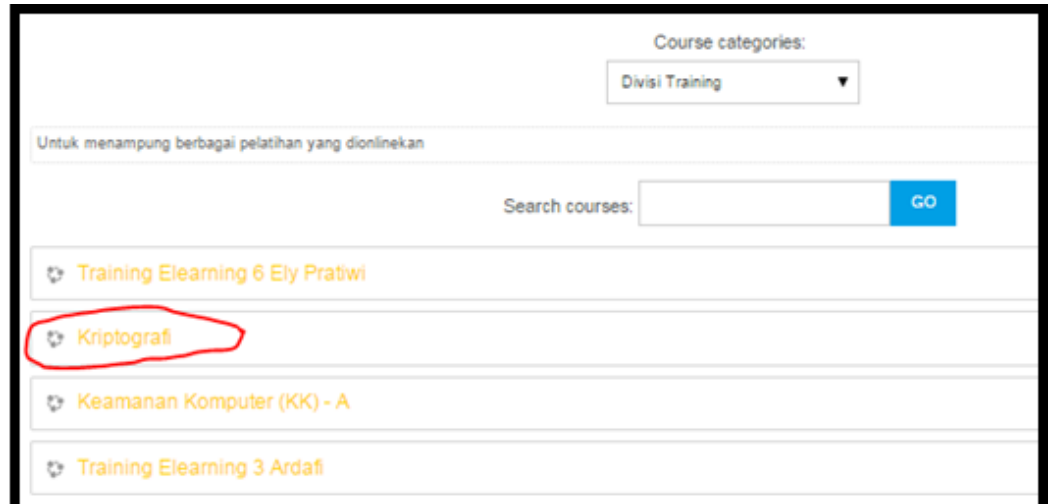 Course categories:
Divisi Training
Untuk menampung berbagai pelatihan yang dionlinekan
Search courses:
GO
Training Elearning 6 Ely Pratiwi
Kriptografi
Keamanan Komputer (KK) - A
Training Elearning 3 Ardafi